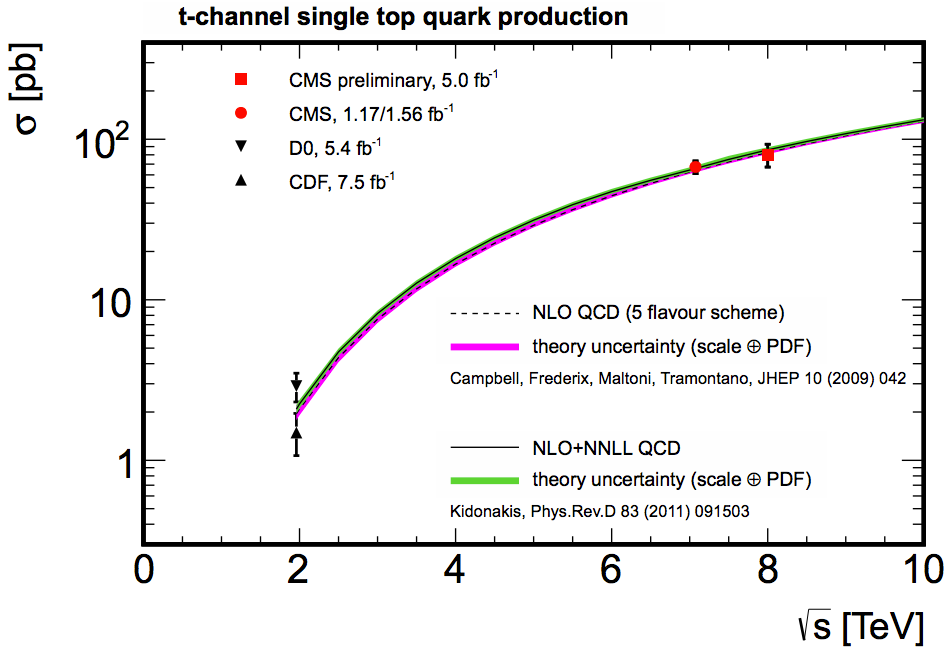 t-channel single top quark production
σ [pb]
CMS preliminary, 5.0 fb⁻¹
CMS, 1.17/1.56 fb⁻¹
D0, 5.4 fb⁻¹
CDF, 7.5 fb⁻¹
10²
10
1
NLO QCD (5 flavour scheme)
theory uncertainty (scale ⊕ PDF)
Campbell, Frederix, Maltoni, Tramontano, JHEP 10 (2009) 042
NLO+NNLL QCD
theory uncertainty (scale ⊕ PDF)
Kidonakis, Phys.Rev.D 83 (2011) 091503
0 2 4 6 8 10
√s [TeV]